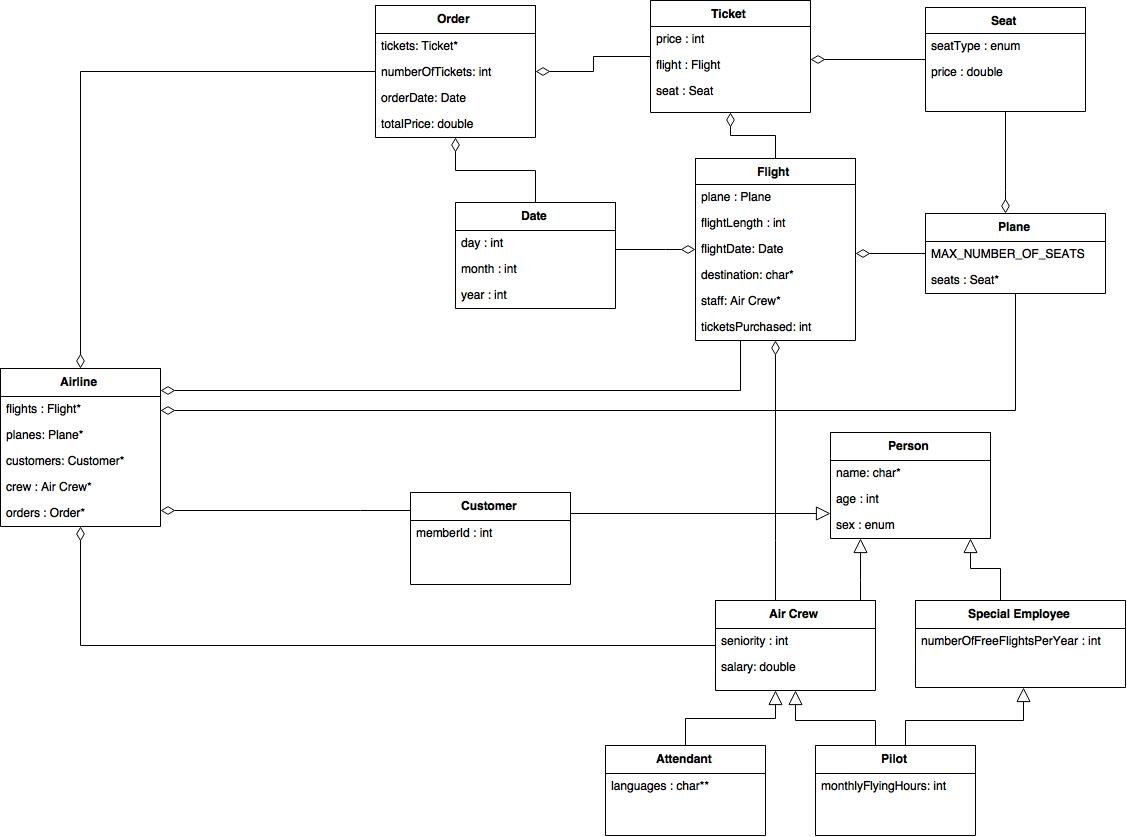 Order
tickets: Ticket*
numberOfTickets: int
orderDate: Date
totalPrice: double
Ticket
price : int
flight : Flight
seat : Seat
Seat
seatType : enum
price : double
Date
day : int
month : int
year : int
Flight
plane : Plane
flightLength : int
flightDate: Date
destination: char*
staff: Air Crew*
ticketsPurchased: int
Plane
MAX_NUMBER_OF_SEATS
seats : Seat*
Airline
flights : Flight*
planes: Plane*
customers: Customer*
crew : Air Crew*
orders : Order*
Customer
memberId : int
Person
name: char*
age : int
sex : enum
Air Crew
seniority : int
salary: double
Special Employee
numberOfFreeFlightsPerYear : int
Attendant
languages : char**
Pilot
monthlyFlyingHours: int